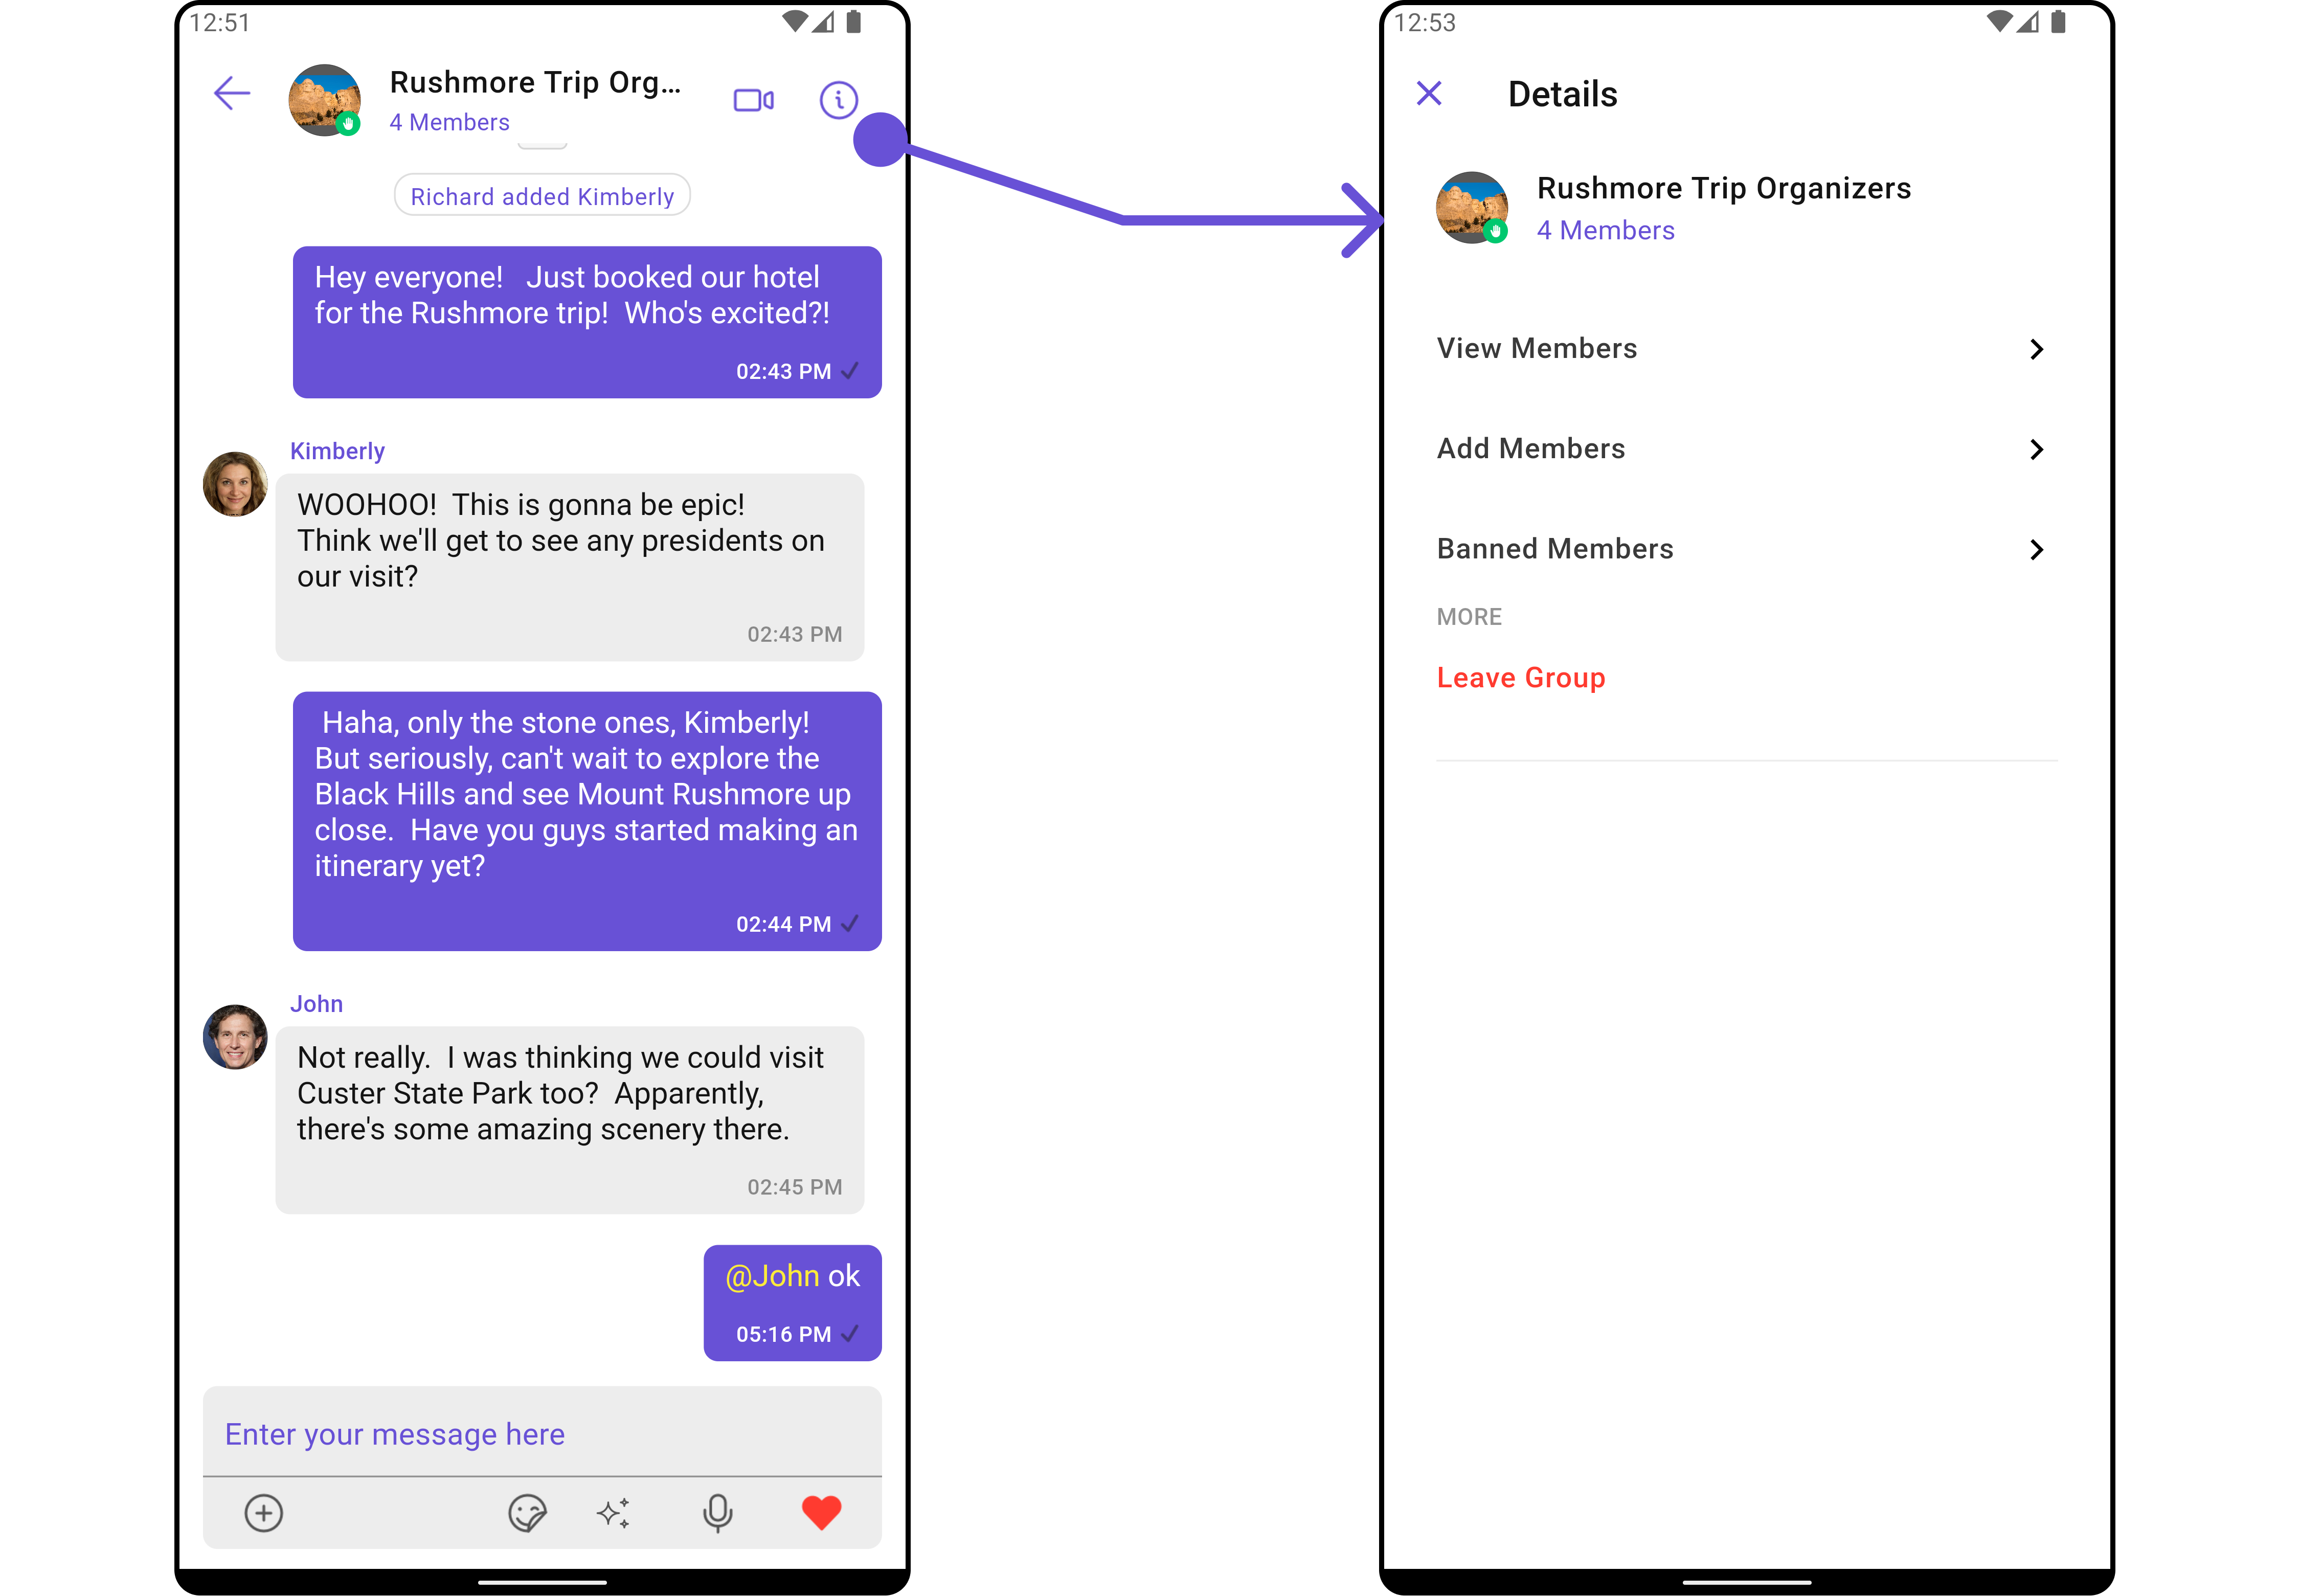 12:51
Rushmore Trip Org...
4 Members
Richard added Kimberly
Hey everyone!   Just booked our hotel
for the Rushmore trip!  Who's excited?!
02:43 PM
Kimberly
WOOHOO!  This is gonna be epic!
Think we'll get to see any presidents on
our visit?
02:43 PM
Haha, only the stone ones, Kimberly!
But seriously, can't wait to explore the
Black Hills and see Mount Rushmore up
close.  Have you guys started making an
itinerary yet?
02:44 PM
John
Not really.  I was thinking we could visit
Custer State Park too?  Apparently,
there's some amazing scenery there.
02:45 PM
@John ok
05:16 PM
Enter your message here
12:53
Details
Rushmore Trip Organizers
4 Members
View Members
Add Members
Banned Members
MORE
Leave Group